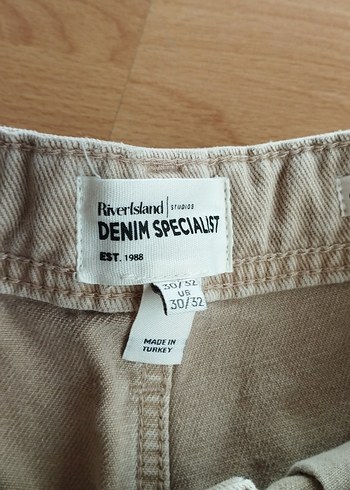 RiverIsland | STUDIOS
DENIM SPECIALIST
EST. 1988
30/32
US
30/32
MADE IN
TURKEY